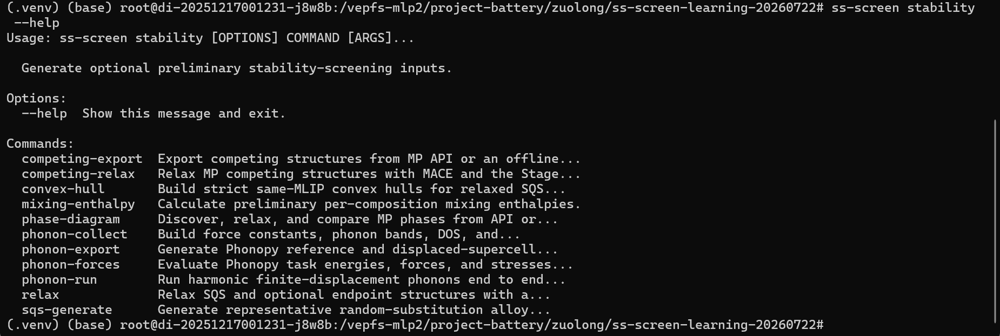 (.venv) (base) root@di-20251217001231-j8w8b:/vepfs-mlp2/project-battery/zuolong/ss-screen-learning-20260722# ss-screen stability
 --help
Usage: ss-screen stability [OPTIONS] COMMAND [ARGS]...

  Generate optional preliminary stability-screening inputs.

Options:
  --help  Show this message and exit.

Commands:
  competing-export  Export competing structures from MP API or an offline...
  competing-relax   Relax MP competing structures with MACE and the Stage...
  convex-hull       Build strict same-MLIP convex hulls for relaxed SQS...
  mixing-enthalpy   Calculate preliminary per-composition mixing enthalpies.
  phase-diagram     Discover, relax, and compare MP phases from API or...
  phonon-collect    Build force constants, phonon bands, DOS, and...
  phonon-export     Generate Phonopy reference and displaced-supercell...
  phonon-forces     Evaluate Phonopy task energies, forces, and stresses...
  phonon-run        Run harmonic finite-displacement phonons end to end...
  relax             Relax SQS and optional endpoint structures with a...
  sqs-generate      Generate representative random-substitution alloy...
(.venv) (base) root@di-20251217001231-j8w8b:/vepfs-mlp2/project-battery/zuolong/ss-screen-learning-20260722#